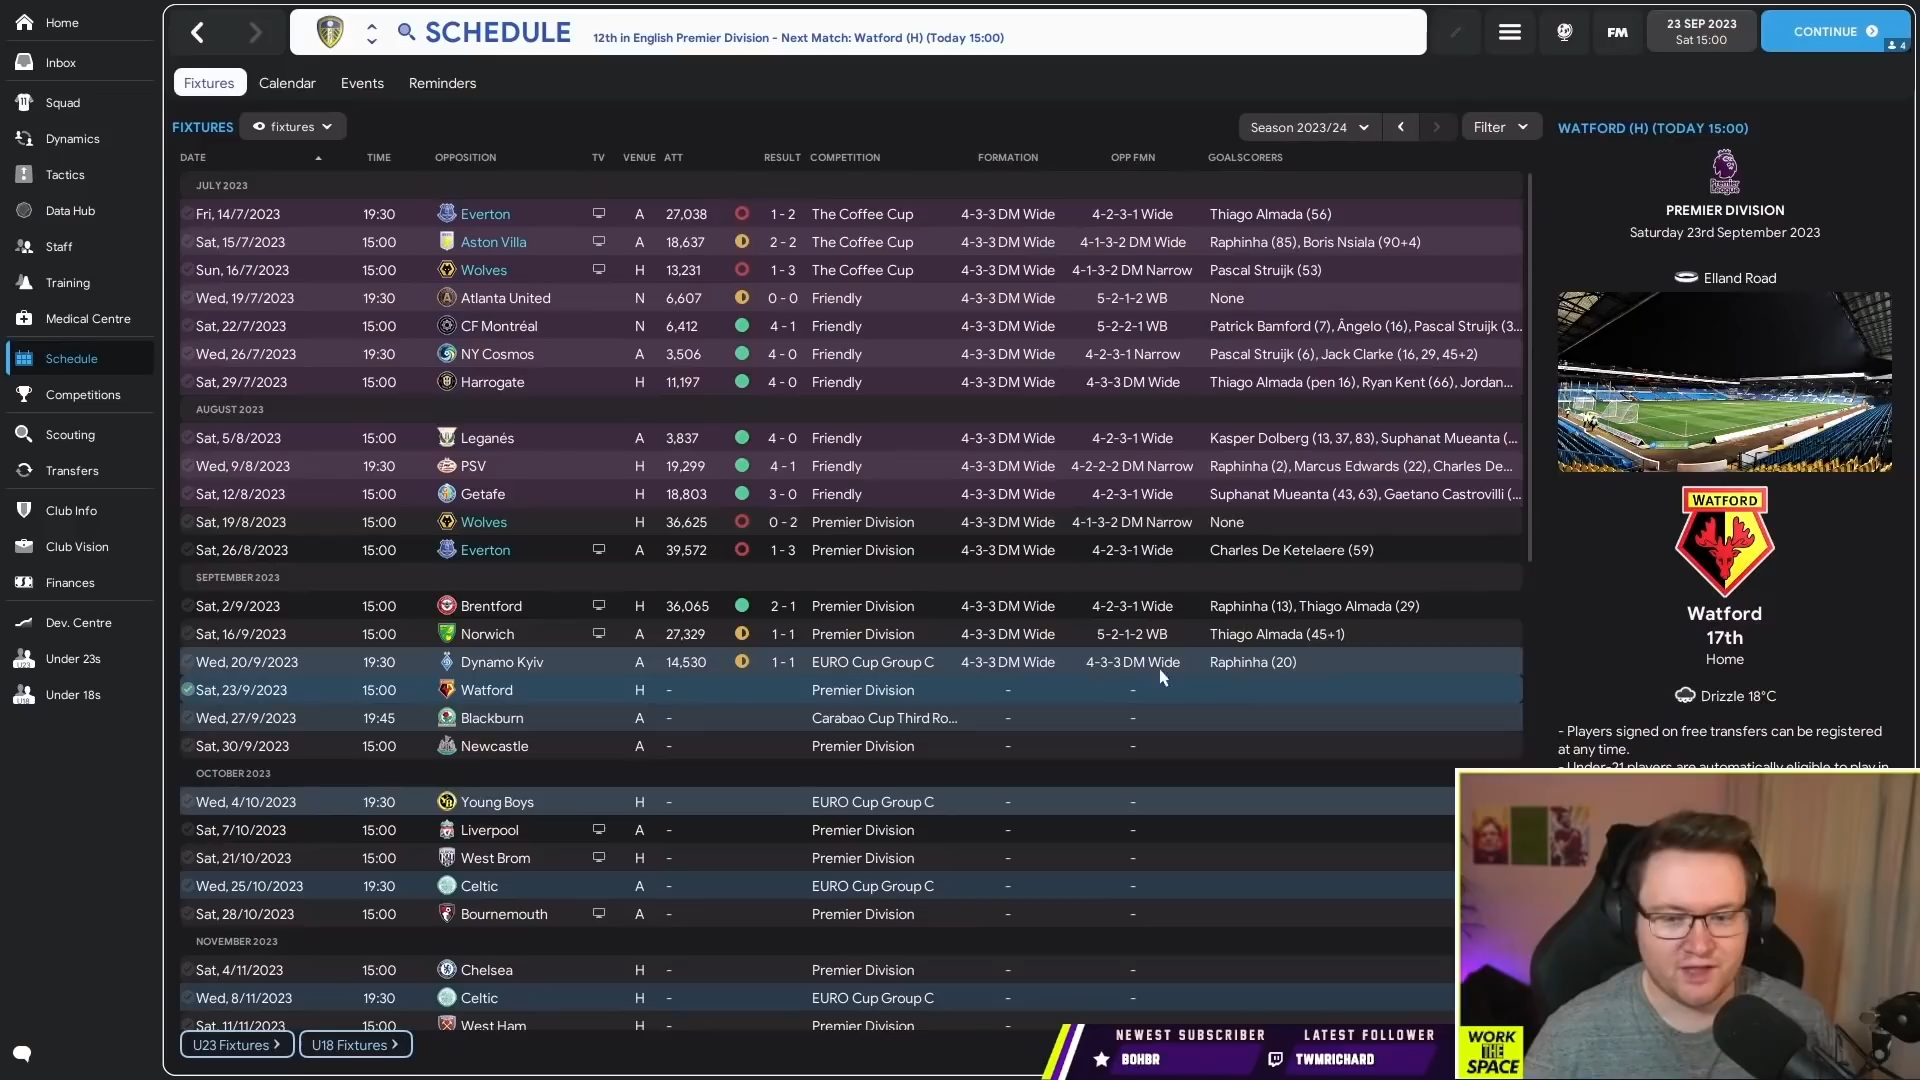 Home
Inbox
Squad
Dynamics
Tactics
Data Hub
Staff
Training
Medical Centre
Schedule
Competitions
Scouting
Transfers
Club Info
Club Vision
Finances
Dev. Centre
Under 23s
Under 18s
SCHEDULE
12th in English Premier Division - Next Match: Watford (H) (Today 15:00)
FM
23 SEP 2023
Sat 15:00
CONTINUE
4
Fixtures Calendar Events Reminders
FIXTURES fixtures
Season 2023/24 Filter
DATE TIME OPPOSITION TV VENUE ATT RESULT COMPETITION FORMATION OPP FMN GOALSCORERS
JULY 2023
Fri, 14/7/2023 19:30 Everton A 27,038 1 - 2 The Coffee Cup 4-3-3 DM Wide 4-2-3-1 Wide Thiago Almada (56)
Sat, 15/7/2023 15:00 Aston Villa A 18,637 2 - 2 The Coffee Cup 4-3-3 DM Wide 4-1-3-2 DM Wide Raphinha (85), Boris Nsiala (90+4)
Sun, 16/7/2023 15:00 Wolves H 13,231 1 - 3 The Coffee Cup 4-3-3 DM Wide 4-1-3-2 DM Narrow Pascal Struijk (53)
Wed, 19/7/2023 19:30 Atlanta United N 6,607 0 - 0 Friendly 4-3-3 DM Wide 5-2-1-2 WB None
Sat, 22/7/2023 15:00 CF Montréal N 6,412 4 - 1 Friendly 4-3-3 DM Wide 5-2-2-1 WB Patrick Bamford (7), Ângelo (16), Pascal Struijk (3...
Wed, 26/7/2023 19:30 NY Cosmos A 3,506 4 - 0 Friendly 4-3-3 DM Wide 4-2-3-1 Narrow Pascal Struijk (6), Jack Clarke (16, 29, 45+2)
Sat, 29/7/2023 15:00 Harrogate H 11,197 4 - 0 Friendly 4-3-3 DM Wide 4-3-3 DM Wide Thiago Almada (pen 16), Ryan Kent (66), Jordan...
AUGUST 2023
Sat, 5/8/2023 15:00 Leganés A 3,837 4 - 0 Friendly 4-3-3 DM Wide 4-2-3-1 Wide Kasper Dolberg (13, 37, 83), Suphanat Mueanta (...
Wed, 9/8/2023 19:30 PSV H 19,299 4 - 1 Friendly 4-3-3 DM Wide 4-2-2-2 DM Narrow Raphinha (2), Marcus Edwards (22), Charles De...
Sat, 12/8/2023 15:00 Getafe H 18,803 3 - 0 Friendly 4-3-3 DM Wide 4-2-3-1 Wide Suphanat Mueanta (43, 63), Gaetano Castrovilli (...
Sat, 19/8/2023 15:00 Wolves H 36,625 0 - 2 Premier Division 4-3-3 DM Wide 4-1-3-2 DM Narrow None
Sat, 26/8/2023 15:00 Everton A 39,572 1 - 3 Premier Division 4-3-3 DM Wide 4-2-3-1 Wide Charles De Ketelaere (59)
SEPTEMBER 2023
Sat, 2/9/2023 15:00 Brentford H 36,065 2 - 1 Premier Division 4-3-3 DM Wide 4-2-3-1 Wide Raphinha (13), Thiago Almada (29)
Sat, 16/9/2023 15:00 Norwich A 27,329 1 - 1 Premier Division 4-3-3 DM Wide 5-2-1-2 WB Thiago Almada (45+1)
Wed, 20/9/2023 19:30 Dynamo Kyiv A 14,530 1 - 1 EURO Cup Group C 4-3-3 DM Wide 4-3-3 DM Wide Raphinha (20)
Sat, 23/9/2023 15:00 Watford H - Premier Division - -
Wed, 27/9/2023 19:45 Blackburn A - Carabao Cup Third Ro... - -
Sat, 30/9/2023 15:00 Newcastle A - Premier Division - -
OCTOBER 2023
Wed, 4/10/2023 19:30 Young Boys H - EURO Cup Group C - -
Sat, 7/10/2023 15:00 Liverpool A - Premier Division - -
Sat, 21/10/2023 15:00 West Brom H - Premier Division - -
Wed, 25/10/2023 19:30 Celtic A - EURO Cup Group C - -
Sat, 28/10/2023 15:00 Bournemouth A - Premier Division - -
NOVEMBER 2023
Sat, 4/11/2023 15:00 Chelsea H - Premier Division - -
Wed, 8/11/2023 19:30 Celtic H - EURO Cup Group C - -
Sat, 11/11/2023 15:00 West Ham H - Premier Division - -
U23 Fixtures U18 Fixtures
WATFORD (H) (TODAY 15:00)
Premier League
PREMIER DIVISION
Saturday 23rd September 2023
Elland Road
WATFORD
Watford
17th
Home
Drizzle 18°C
- Players signed on free transfers can be registered
at any time.
- Under-21 players are automatically eligible to play in
NEWEST SUBSCRIBER
BOHBR
LATEST FOLLOWER
TWMRICHARD
WORK
THE
SPACE